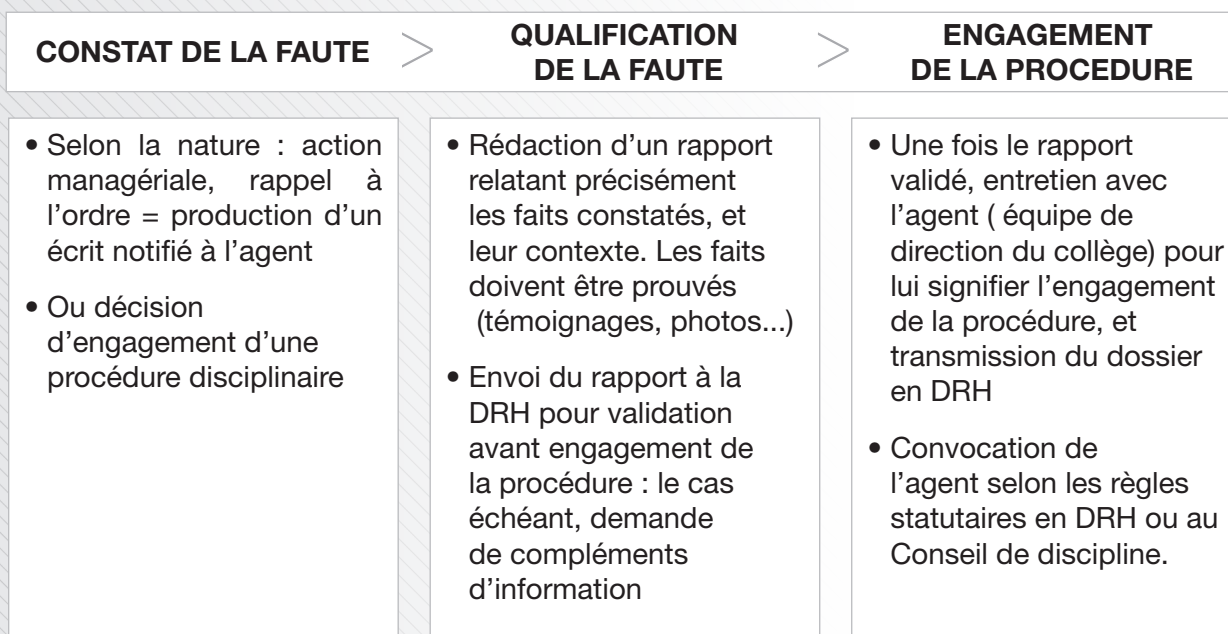 CONSTAT DE LA FAUTE >
QUALIFICATION
DE LA FAUTE >
ENGAGEMENT
DE LA PROCEDURE
• Selon la nature : action
managériale, rappel à
l’ordre = production d’un
écrit notifié à l’agent
• Ou décision
d’engagement d’une
procédure disciplinaire
• Rédaction d’un rapport
relatant précisément
les faits constatés, et
leur contexte. Les faits
doivent être prouvés
(témoignages, photos...)
• Envoi du rapport à la
DRH pour validation
avant engagement de
la procédure : le cas
échéant, demande
de compléments
d’information
• Une fois le rapport
validé, entretien avec
l’agent ( équipe de
direction du collège) pour
lui signifier l’engagement
de la procédure, et
transmission du dossier
en DRH
• Convocation de
l’agent selon les règles
statutaires en DRH ou au
Conseil de discipline.